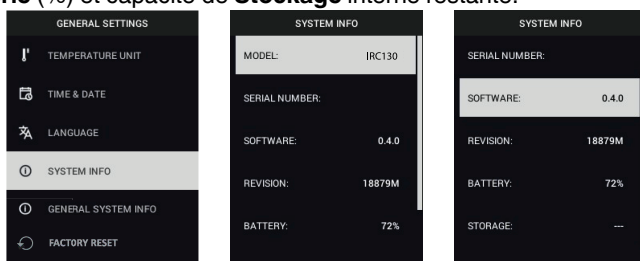 (%) et capacité de Stockage interne restante.
GENERAL SETTINGS
TEMPERATURE UNIT
TIME & DATE
LANGUAGE
SYSTEM INFO
GENERAL SYSTEM INFO
FACTORY RESET
SYSTEM INFO
MODEL: IRC130
SERIAL NUMBER:
SOFTWARE: 0.4.0
REVISION: 18879M
BATTERY: 72%
SYSTEM INFO
SERIAL NUMBER:
SOFTWARE: 0.4.0
REVISION: 18879M
BATTERY: 72%
STORAGE: ---